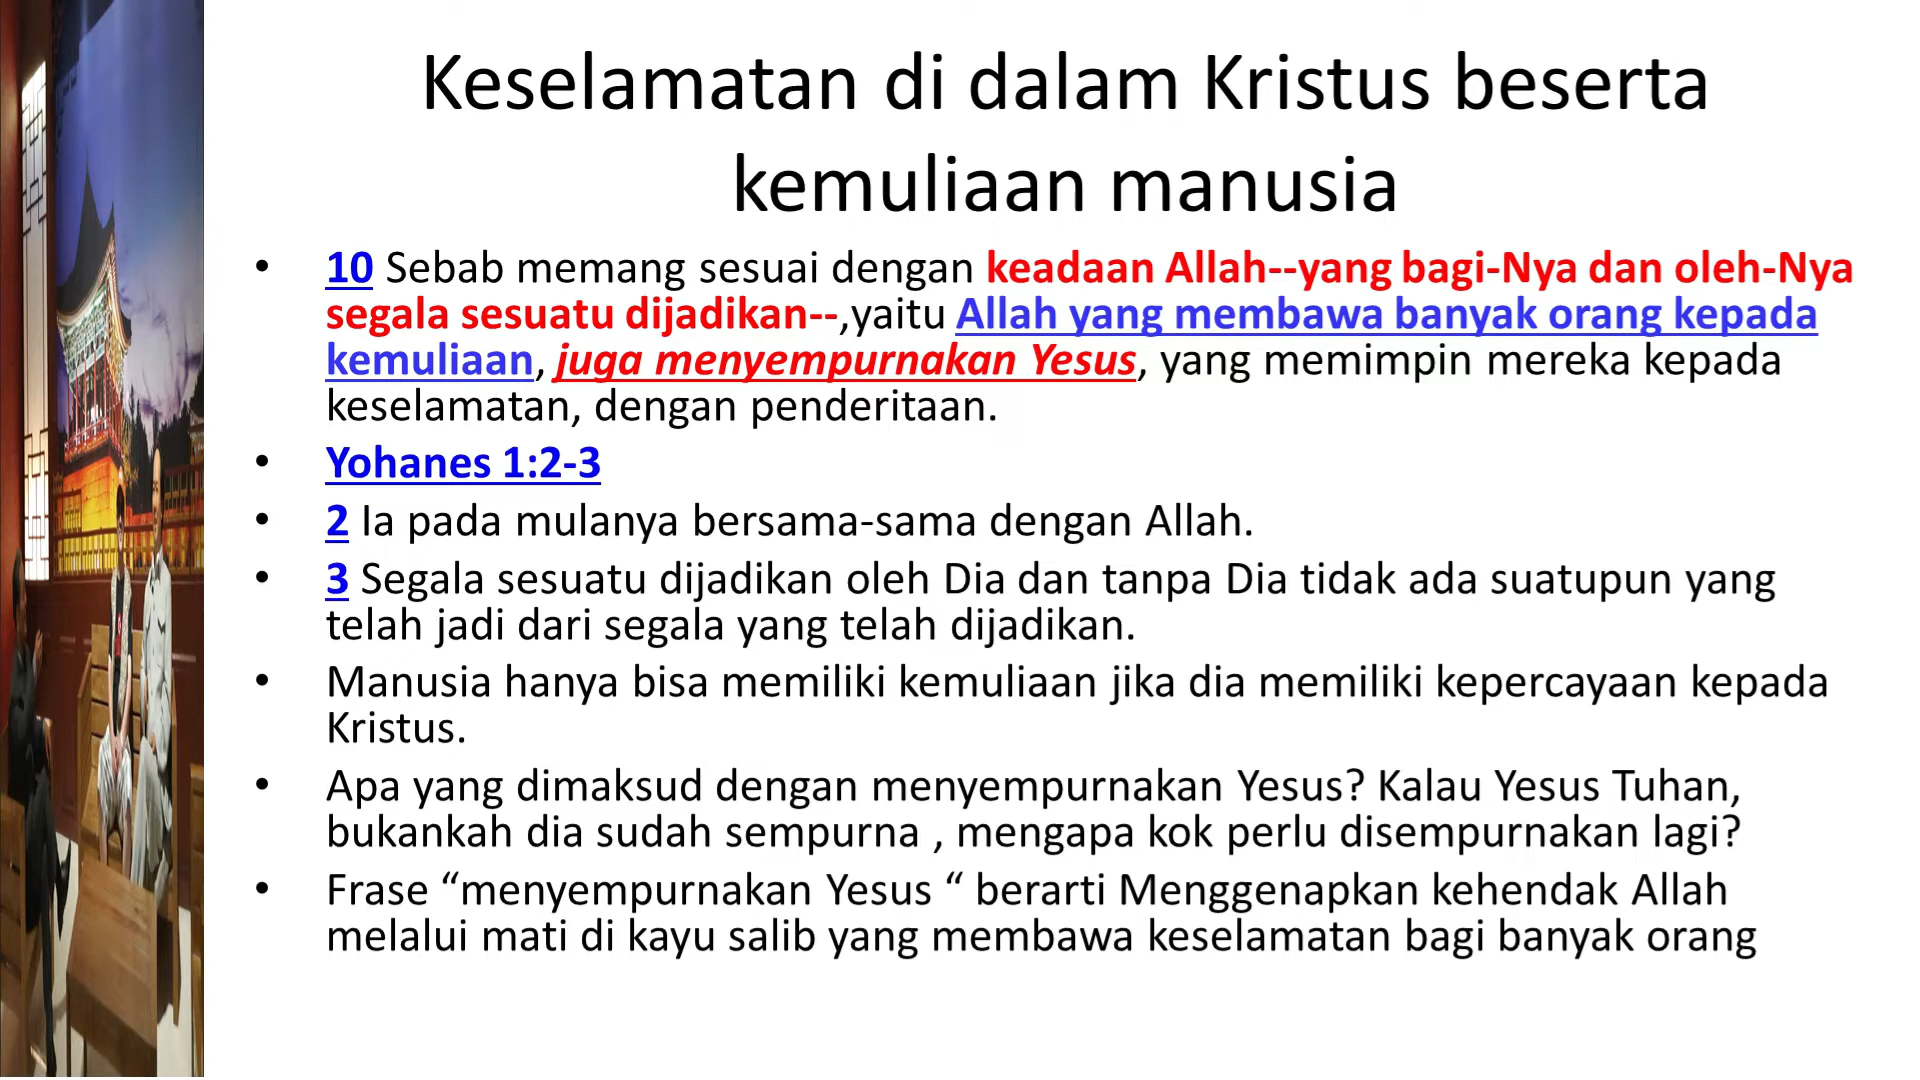 Keselamatan di dalam Kristus beserta
kemuliaan manusia
• 10 Sebab memang sesuai dengan keadaan Allah--yang bagi-Nya dan oleh-Nya
segala sesuatu dijadikan--,yaitu Allah yang membawa banyak orang kepada
kemuliaan, juga menyempurnakan Yesus, yang memimpin mereka kepada
keselamatan, dengan penderitaan.
• Yohanes 1:2-3
• 2 Ia pada mulanya bersama-sama dengan Allah.
• 3 Segala sesuatu dijadikan oleh Dia dan tanpa Dia tidak ada suatupun yang
telah jadi dari segala yang telah dijadikan.
• Manusia hanya bisa memiliki kemuliaan jika dia memiliki kepercayaan kepada
Kristus.
• Apa yang dimaksud dengan menyempurnakan Yesus? Kalau Yesus Tuhan,
bukankah dia sudah sempurna , mengapa kok perlu disempurnakan lagi?
• Frase “menyempurnakan Yesus “ berarti Menggenapkan kehendak Allah
melalui mati di kayu salib yang membawa keselamatan bagi banyak orang